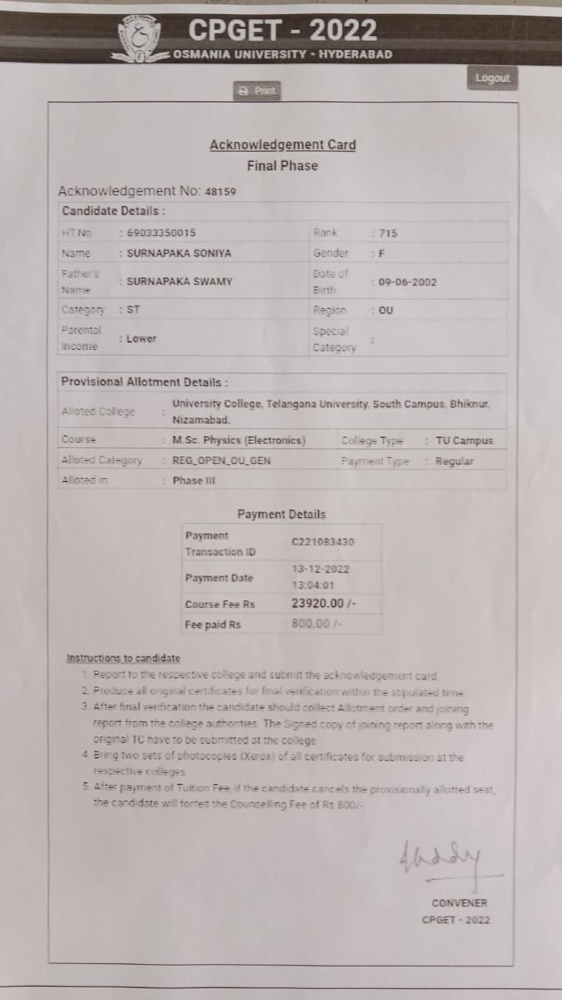 CPGET - 2022
OSMANIA UNIVERSITY - HYDERABAD
Logout
Print
Acknowledgement Card
Final Phase
Acknowledgement No: 48159
Candidate Details :
HT No : 69033350015 Rank : 715
Name : SURNAPAKA SONIYA Gender : F
Father's Name : SURNAPAKA SWAMY Date of Birth : 09-06-2002
Category : ST Region : OU
Parental Income : Lower Special Category :
Provisional Allotment Details :
Alloted College : University College, Telangana University, South Campus, Bhiknur,
Nizamabad.
Course : M.Sc. Physics (Electronics) College Type : TU Campus
Alloted Category : REG_OPEN_OU_GEN Payment Type : Regular
Alloted in : Phase III
Payment Details
Payment
Transaction ID C221083430
Payment Date 13-12-2022
13:04:01
Course Fee Rs 23920.00 /-
Fee paid Rs 800.00 /-
Instructions to candidate
1 Report to the respective college and submit the acknowledgement card
2. Produce all original certificates for final verification within the stipulated time.
3. After final verification the candidate should collect Allotment order and joining
report from the college authorities. The Signed copy of joining report along with the
original TC have to be submitted at the college
4. Bring two sets of photocopies (Xerox) of all certificates for submission at the
respective colleges
5. After payment of Tuition Fee, if the candidate cancels the provisionally allotted seat,
the candidate will forfeit the Counselling Fee of Rs 800/-.
CONVENER
CPGET - 2022